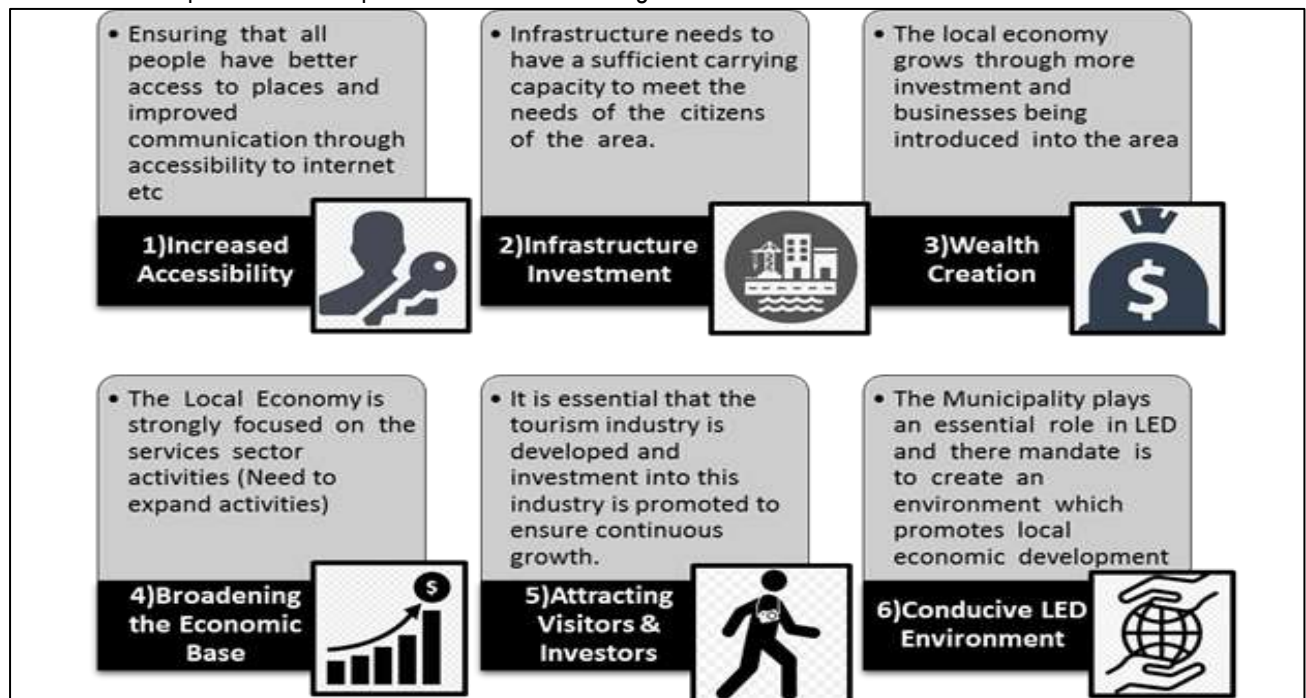 • Ensuring that all
people have better
access to places and
improved
communication through
accessibility to internet
etc
1)Increased
Accessibility
• Infrastructure needs to
have a sufficient carrying
capacity to meet the
needs of the citizens
of the area.
2)Infrastructure
Investment
• The local economy
grows through more
investment and
businesses being
introduced into the area
3)Wealth
Creation
$
• The Local Economy is
strongly focused on the
services sector
activities (Need to
expand activities)
4)Broadening
the Economic
Base
$
• It is essential that the
tourism industry is
developed and
investment into this
industry is promoted to
ensure continuous
growth.
5)Attracting
Visitors &
Investors
• The Municipality plays
an essential role in LED
and there mandate is
to create an
environment which
promotes local
economic development
6)Conducive LED
Environment